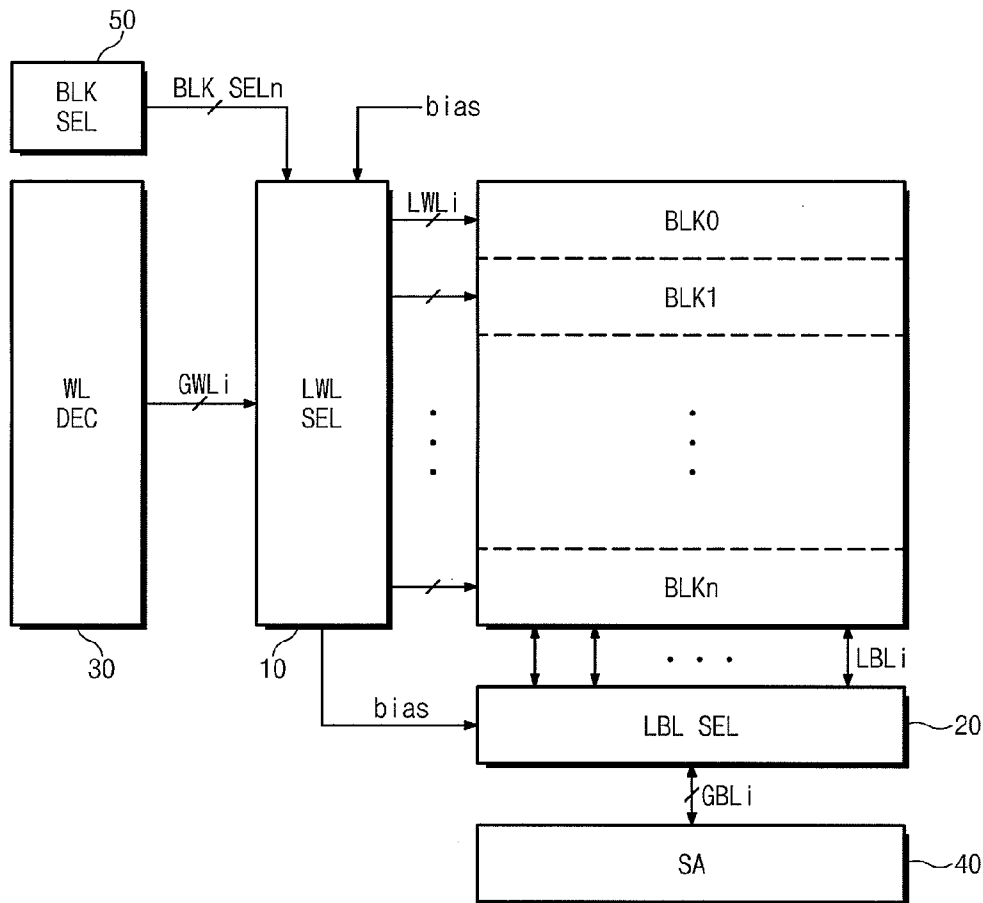 50
BLK
SEL
BLK SELn
bias
WL
DEC
30
GWLi
LWL
SEL
10
LWLi
BLK0
BLK1
BLKn
LBLi
bias
LBL SEL
20
GBLi
SA
40